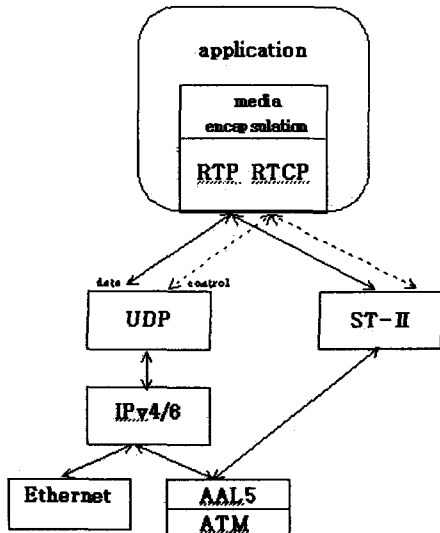 application
media
encapsulation
RTP RTCP
data control
UDP
ST-II
IPv4/6
Ethernet
AAL5
ATM